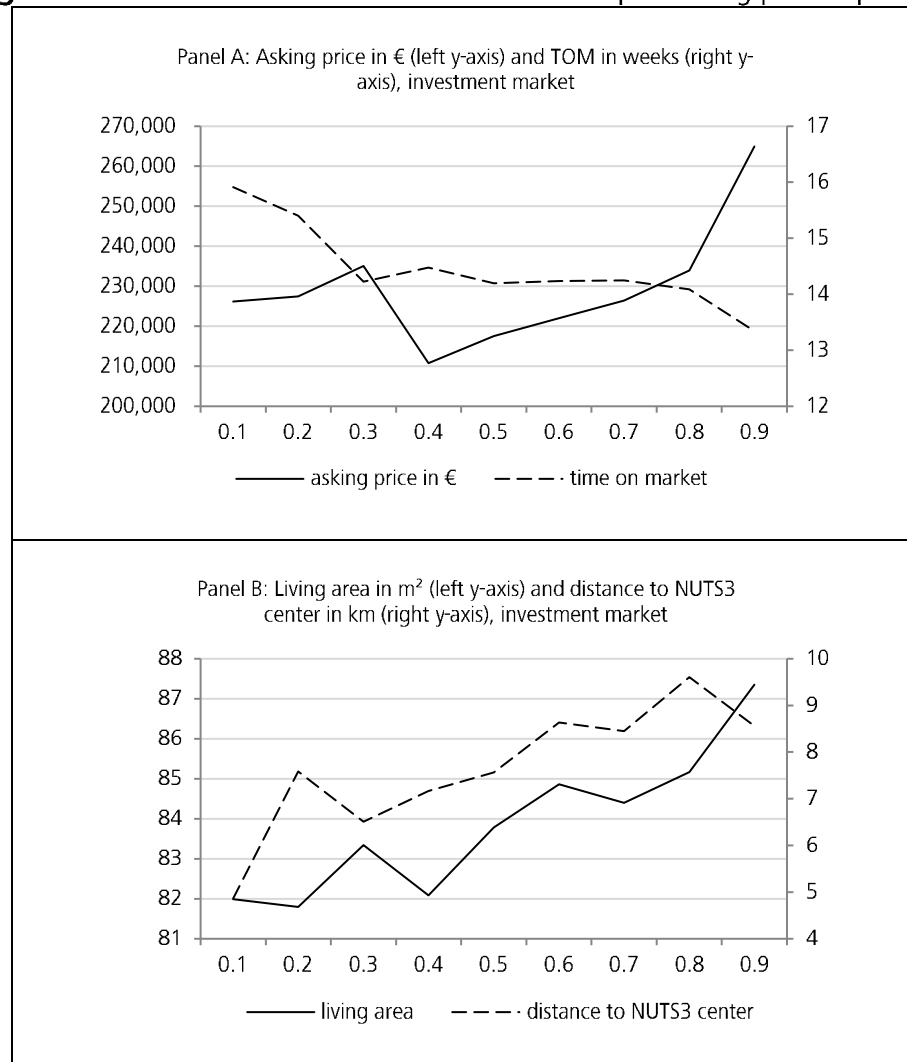 Panel A: Asking price in € (left y-axis) and TOM in weeks (right y-
axis), investment market
270,000 17
260,000 16
250,000
240,000 15
230,000 14
220,000
210,000 13
200,000 12
0.1 0.2 0.3 0.4 0.5 0.6 0.7 0.8 0.9
asking price in € time on market
Panel B: Living area in m² (left y-axis) and distance to NUTS3
center in km (right y-axis), investment market
88 10
87 9
86 8
85 7
84
83 6
82 5
81 4
0.1 0.2 0.3 0.4 0.5 0.6 0.7 0.8 0.9
living area distance to NUTS3 center